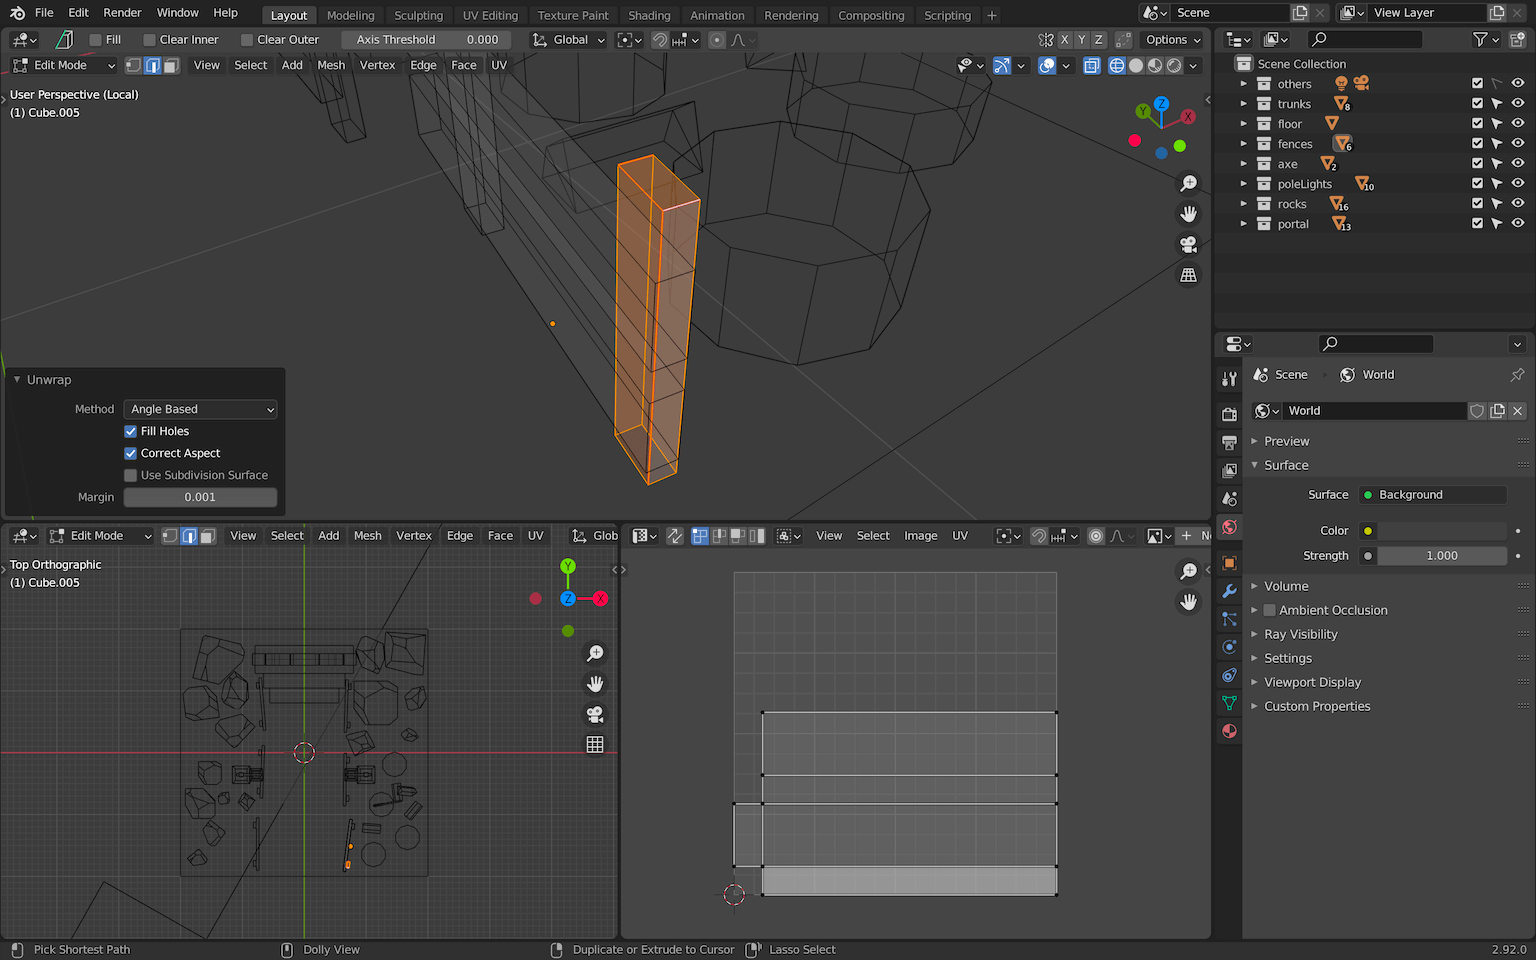 File Edit Render Window Help Layout Modeling Sculpting UV Editing Texture Paint Shading Animation Rendering Compositing Scripting + Scene View Layer
Fill Clear Inner Clear Outer Axis Threshold 0.000 Global X Y Z Options
Edit Mode View Select Add Mesh Vertex Edge Face UV
User Perspective (Local)
(1) Cube.005
Z
Y
X
Unwrap
Method Angle Based
Fill Holes
Correct Aspect
Use Subdivision Surface
Margin 0.001
Scene Collection
others
trunks 8
floor
fences 6
axe 2
poleLights 10
rocks 16
portal 13
Scene World
World
Preview
Surface
Surface Background
Color
Strength 1.000
Volume
Ambient Occlusion
Ray Visibility
Settings
Viewport Display
Custom Properties
Edit Mode View Select Add Mesh Vertex Edge Face UV Glob
Top Orthographic
(1) Cube.005
Y
Z X
View Select Image UV + N
Pick Shortest Path Dolly View Duplicate or Extrude to Cursor Lasso Select 2.92.0